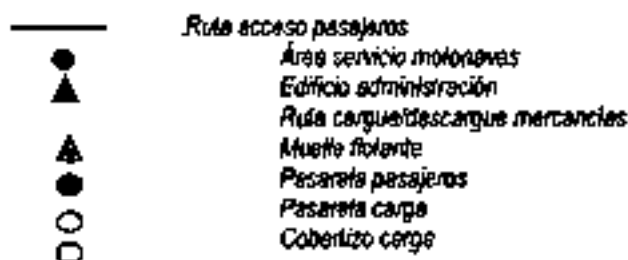 Ruta acceso pasajeros
Área servicio motonaves
Edificio administración
Ruta cargue/descargue mercancías
Muelle flotante
Pasarela pasajeros
Pasarela carga
Cobertizo carga